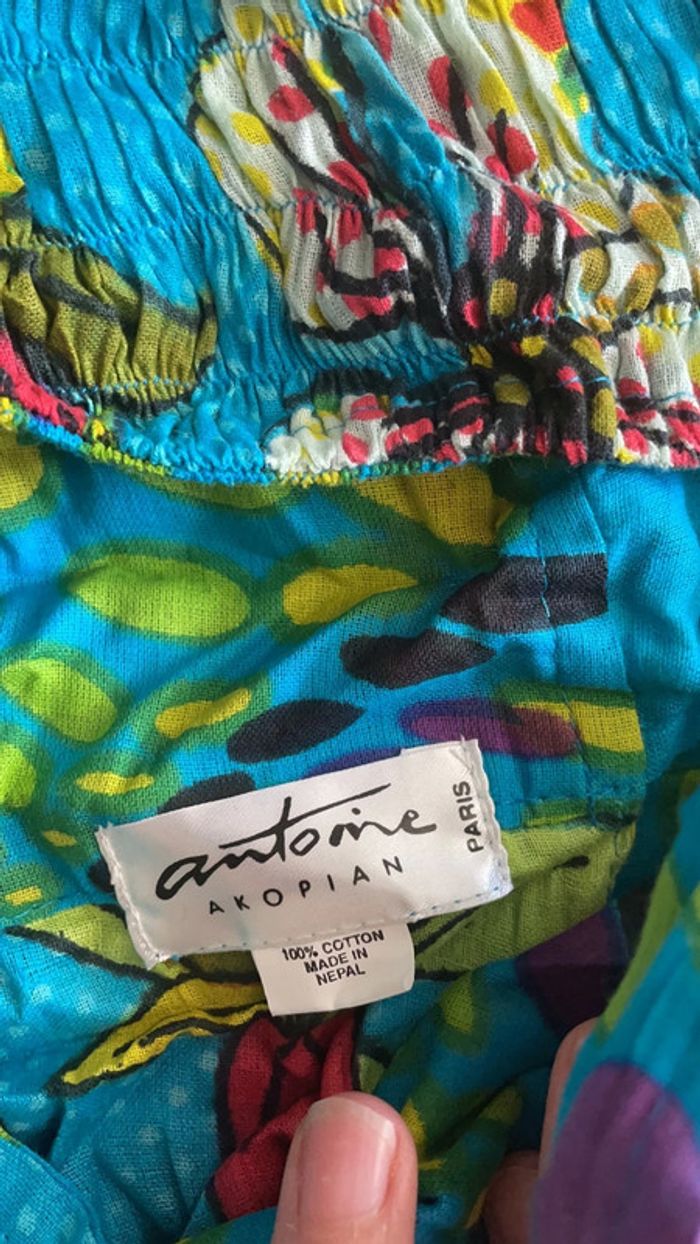 antoine
AKOPIAN
PARIS
100% COTTON
MADE IN
NEPAL